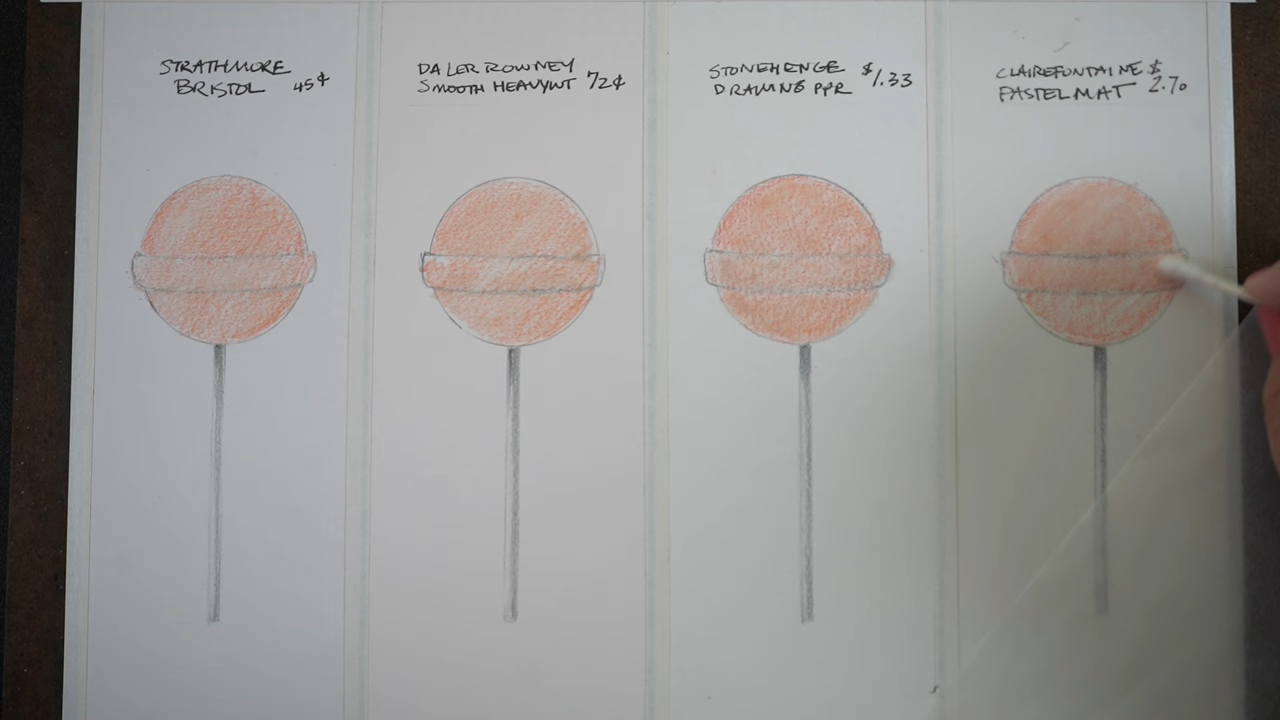 STRATHMORE
BRISTOL 45¢
DALER ROWNEY
SMOOTH HEAVYWT 72¢
STONEHENGE
DRAWING PPR $1.33
CLAIREFONTAINE
PASTELMAT $2.70